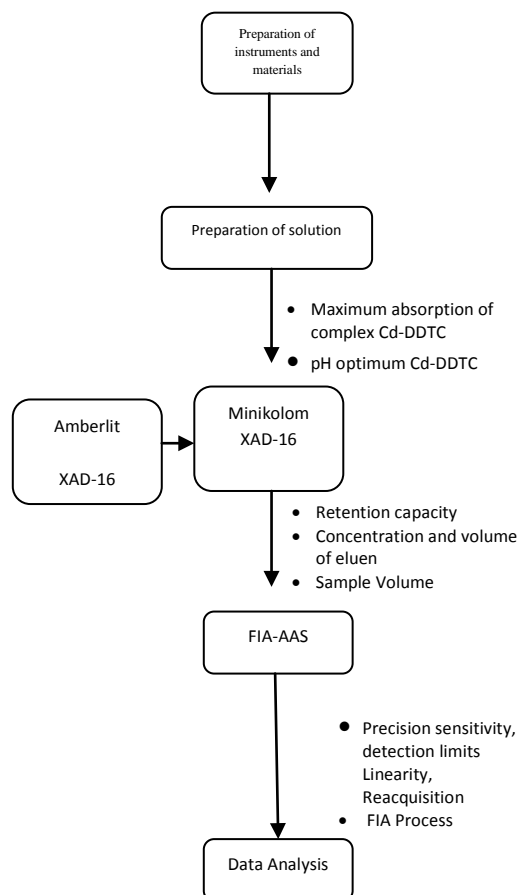 Preparation of
instruments and
materials
Preparation of solution
• Maximum absorption of
complex Cd-DDTC
• pH optimum Cd-DDTC
Amberlit
XAD-16
Minikolom
XAD-16
• Retention capacity
• Concentration and volume
of eluen
• Sample Volume
FIA-AAS
• Precision sensitivity,
detection limits
Linearity,
Reacquisition
• FIA Process
Data Analysis